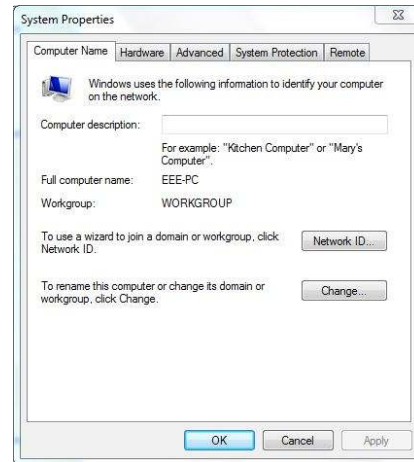 System Properties
Computer Name Hardware Advanced System Protection Remote
Windows uses the following information to identify your computer
on the network.
Computer description:
For example: "Kitchen Computer" or "Mary's
Computer".
Full computer name: EEE-PC
Workgroup: WORKGROUP
To use a wizard to join a domain or workgroup, click
Network ID.
Network ID...
To rename this computer or change its domain or
workgroup, click Change.
Change...
OK Cancel Apply